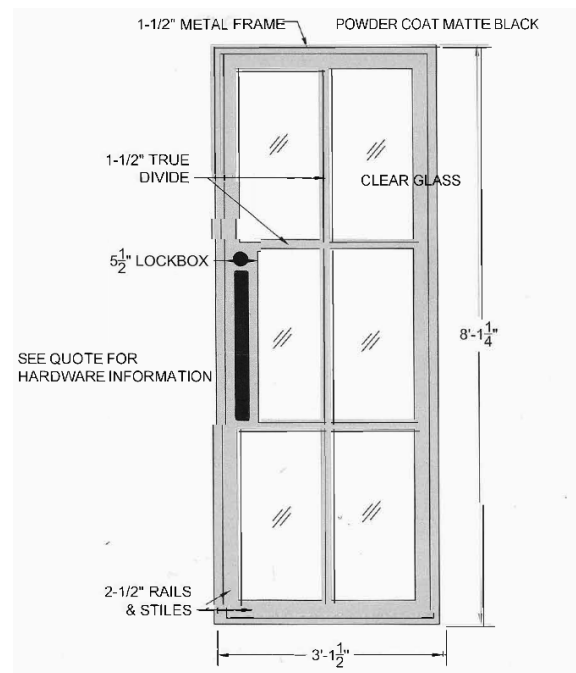 1-1/2" METAL FRAME
POWDER COAT MATTE BLACK
1-1/2" TRUE
DIVIDE
CLEAR GLASS
5 1/2" LOCKBOX
8'-1 1/4"
SEE QUOTE FOR
HARDWARE INFORMATION
2-1/2" RAILS
& STILES
3'-1 1/2"